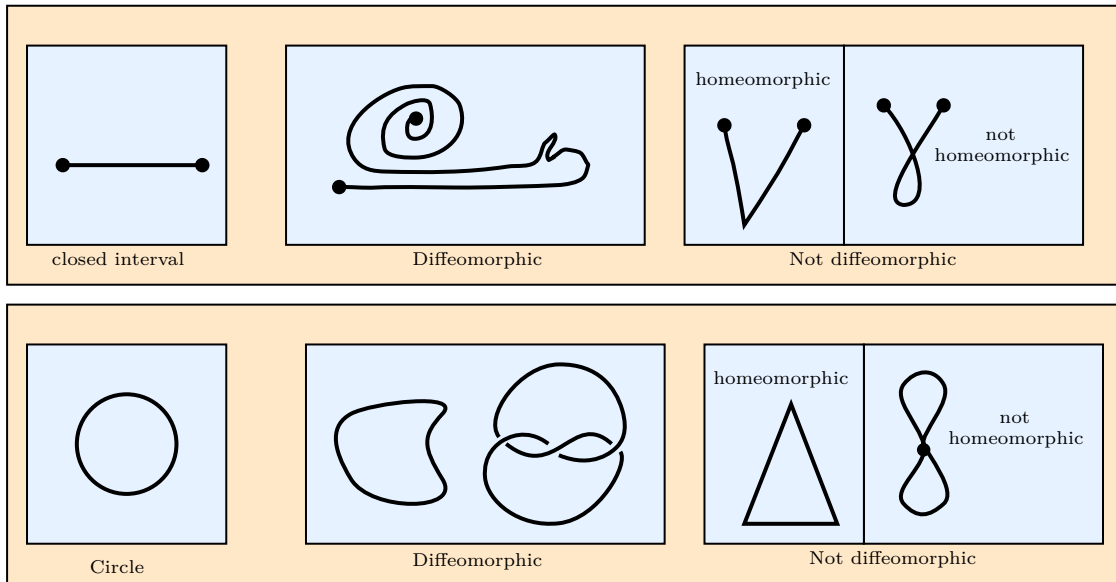 homeomorphic
not
homeomorphic
closed interval
Diffeomorphic
Not diffeomorphic
homeomorphic
not
homeomorphic
Circle
Diffeomorphic
Not diffeomorphic